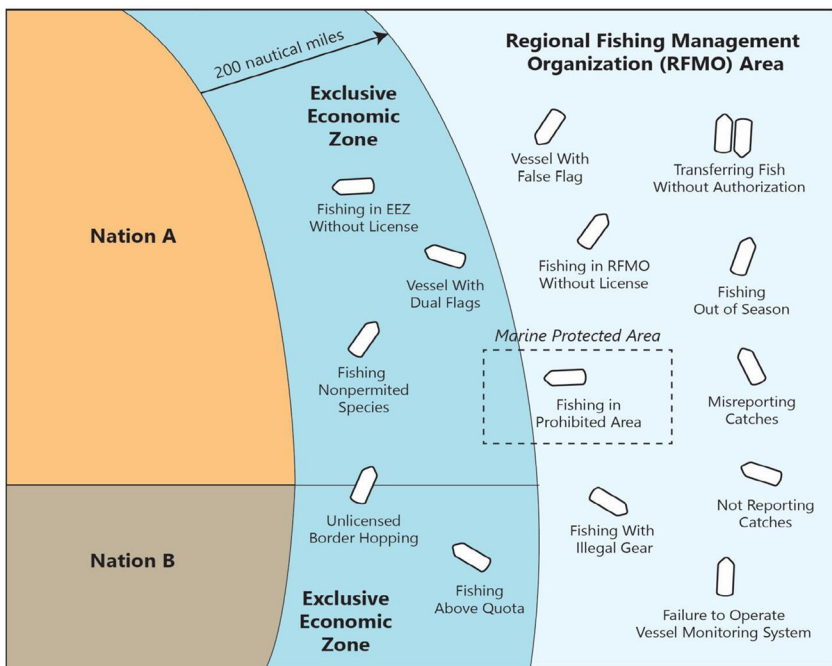 200 nautical miles
Regional Fishing Management
Organization (RFMO) Area
Exclusive
Economic
Zone
Vessel With
False Flag
Transferring Fish
Without Authorization
Fishing in EEZ
Without License
Nation A
Vessel With
Dual Flags
Fishing in RFMO
Without License
Fishing
Out of Season
Marine Protected Area
Fishing
Nonpermited
Species
Fishing in
Prohibited Area
Misreporting
Catches
Unlicensed
Border Hopping
Fishing With
Illegal Gear
Not Reporting
Catches
Nation B
Fishing
Above Quota
Exclusive
Economic
Zone
Failure to Operate
Vessel Monitoring System